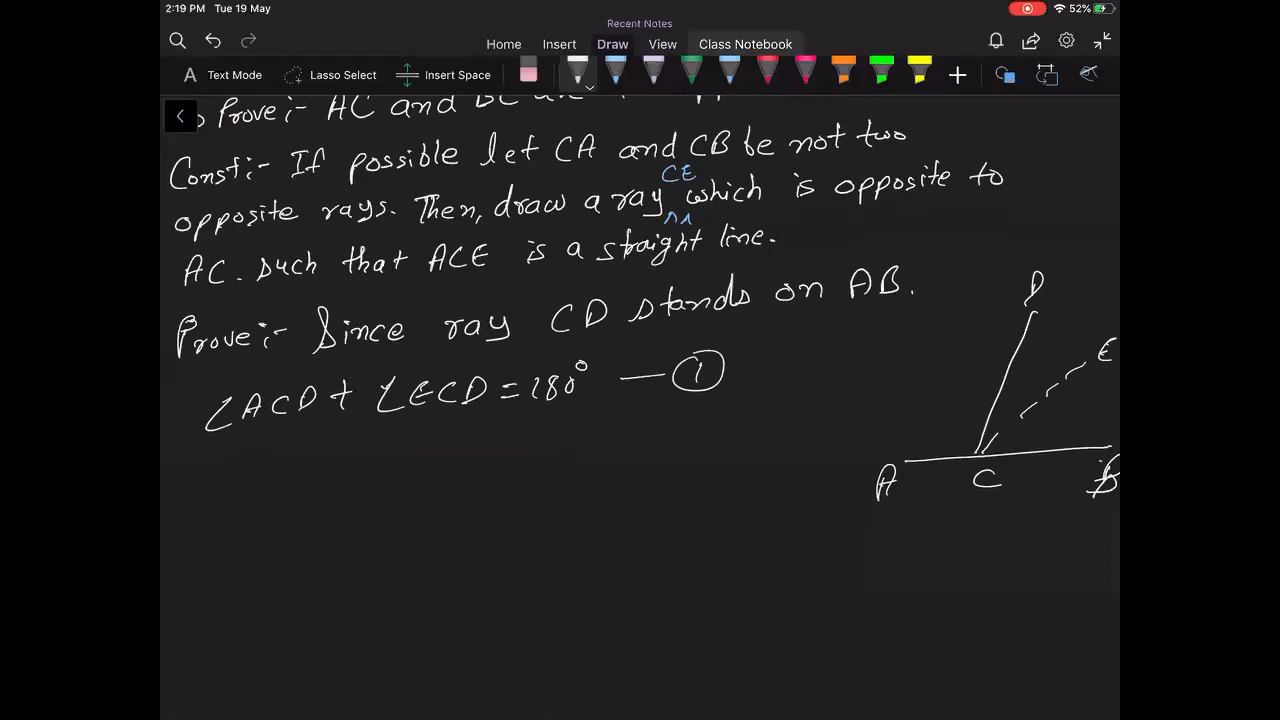 2:19 PM Tue 19 May
52%
Recent Notes
Home Insert Draw View Class Notebook
Text Mode Lasso Select Insert Space
Prove :- AC and BC are
Const:- If possible let CA and CB be not two
CE
opposite rays. Then, draw a ray which is opposite to
AC. such that ACE is a straight line.
Prove :- Since ray CD stands on AB.
∠ACD + ∠ECD = 180° — ①
D
E
A C B